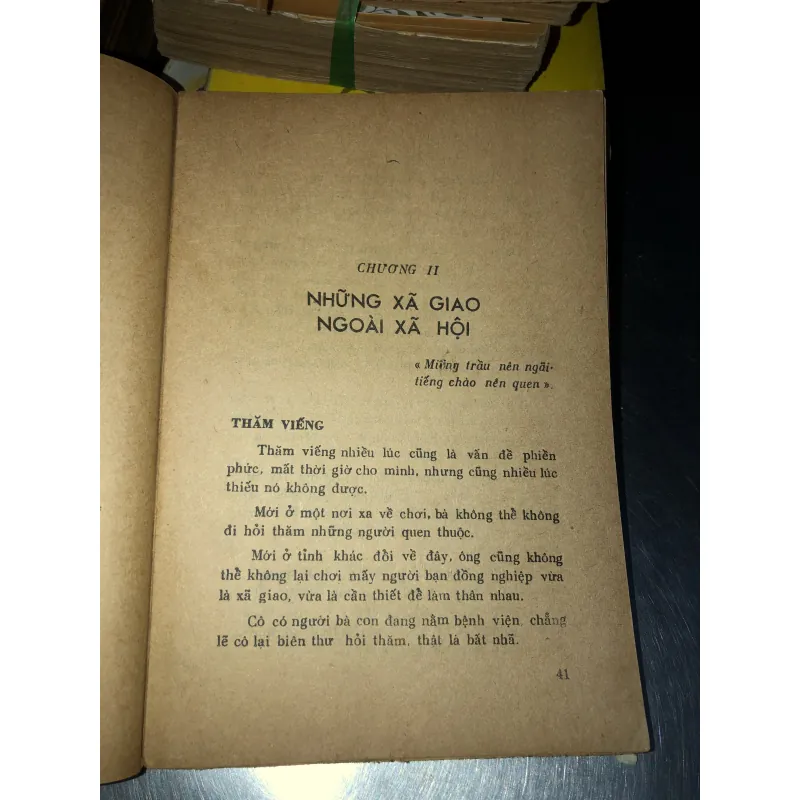 CHƯƠNG II
NHỮNG XÃ GIAO
NGOÀI XÃ HỘI
« Miếng trầu nên ngãi.
tiếng chào nên quen ».
THĂM VIẾNG
Thăm viếng nhiều lúc cũng là vấn đề phiền
phức, mất thời giờ cho mình, nhưng cũng nhiều lúc
thiếu nó không được.
Mới ở một nơi xa về chơi, bà không thể không
đi hỏi thăm những người quen thuộc.
Mới ở tỉnh khác đổi về đây, ông cũng không
thể không lại chơi mấy người bạn đồng nghiệp vừa
là xã giao, vừa là cần thiết để làm thân nhau.
Cô có người bà con đang nằm bệnh viện, chẳng
lẽ cô lại biên thư hỏi thăm, thật là bất nhã.
41